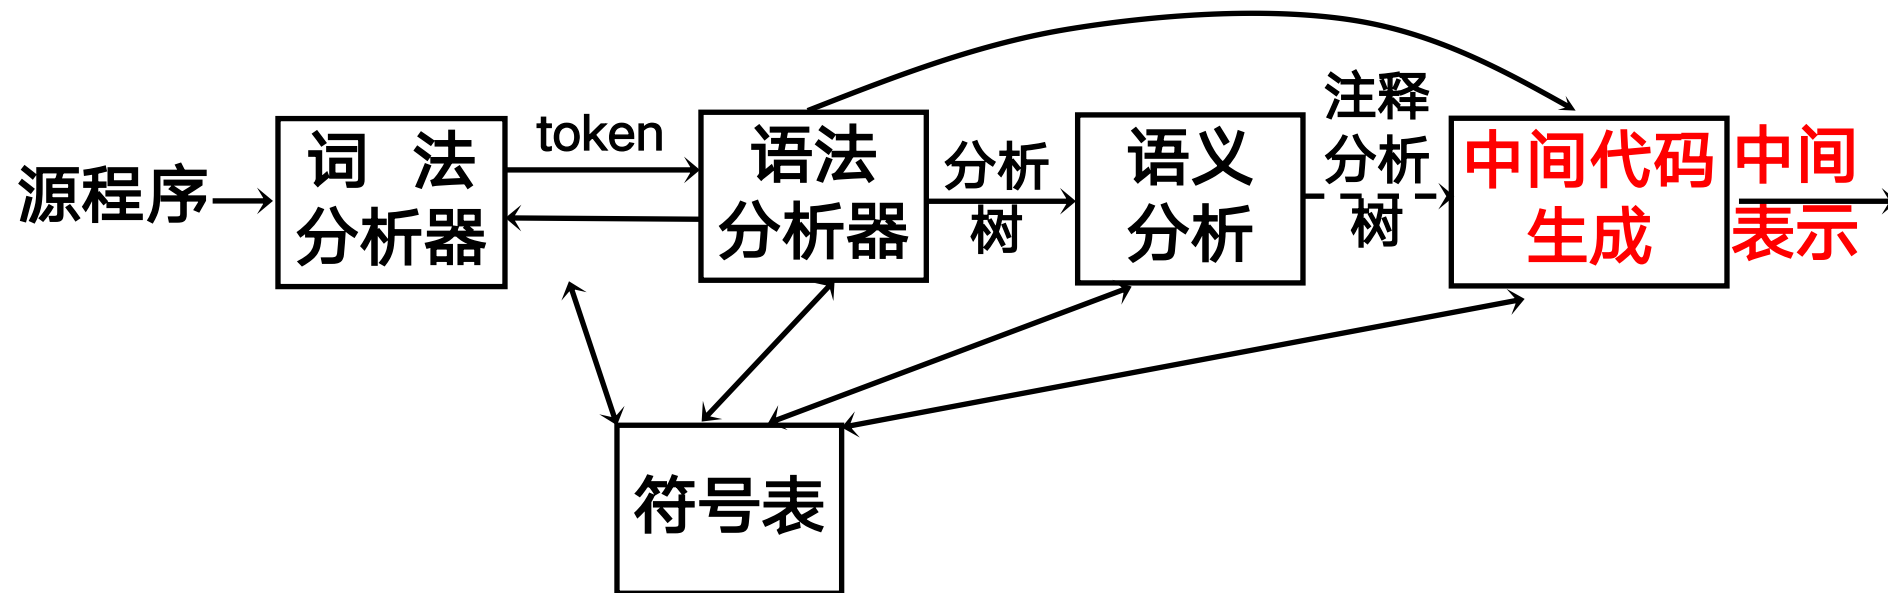 源程序
词 法
分析器
token
语法
分析器
分析
树
语义
分析
注释
分析
树
中间代码
生成
中间
表示
符号表